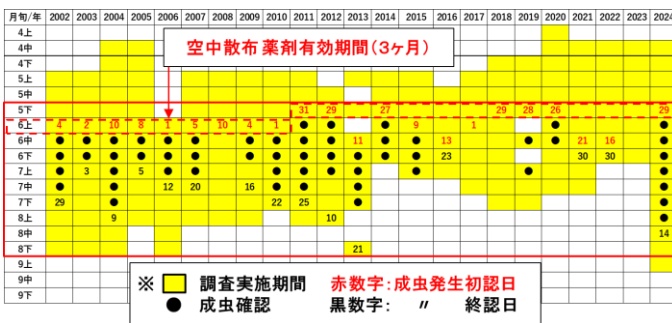 月旬/年 2002 2003 2004 2005 2006 2007 2008 2009 2010 2011 2012 2013 2014 2015 2016 2017 2018 2019 2020 2021 2022 2023 2024
4上
4中
空中散布 薬剤有効期間(3ヶ月)
4下
5上
5中
5下 31 29 27 29 28 26 29
6上 4 2 10 8 1 5 10 4 1 ● ● ● 9 1 ● ●
6中 ● ● ● ● ● ● ● ● ● ● 11 ● ● 13 ● ● 21 16 ●
6下 ● ● ● ● ● ● ● ● ● ● ● ● ● 23 30 30 ●
7上 ● 3 ● 5 ● ● ● ● ● ● ● ● ●
7中 ● ● 12 20 16 ● ● ● ● ●
7下 29 ● 22 25 ● ● ●
8上 9 10 ●
8中 14
8下 21
9上
9中
9下
※ 調査実施期間 赤数字:成虫発生初認日
● 成虫確認 黒数字: 〃 終認日